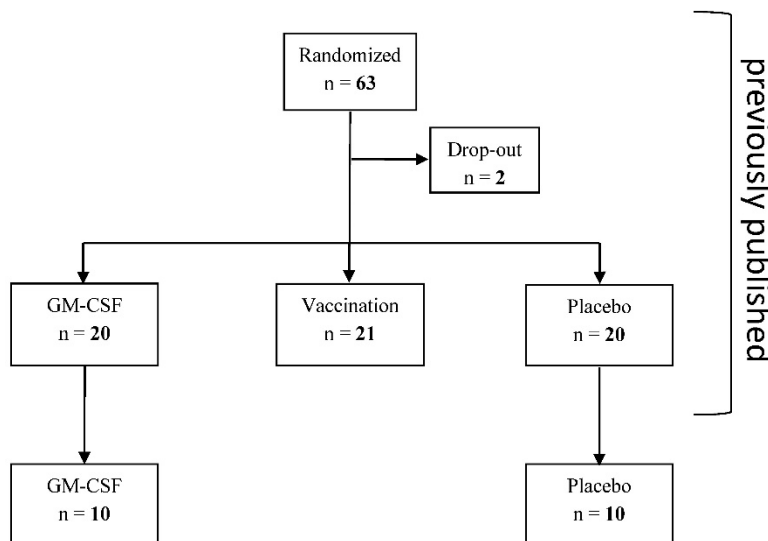 Randomized
n = 63
Drop-out
n = 2
GM-CSF
n = 20
Vaccination
n = 21
Placebo
n = 20
GM-CSF
n = 10
Placebo
n = 10
previously published